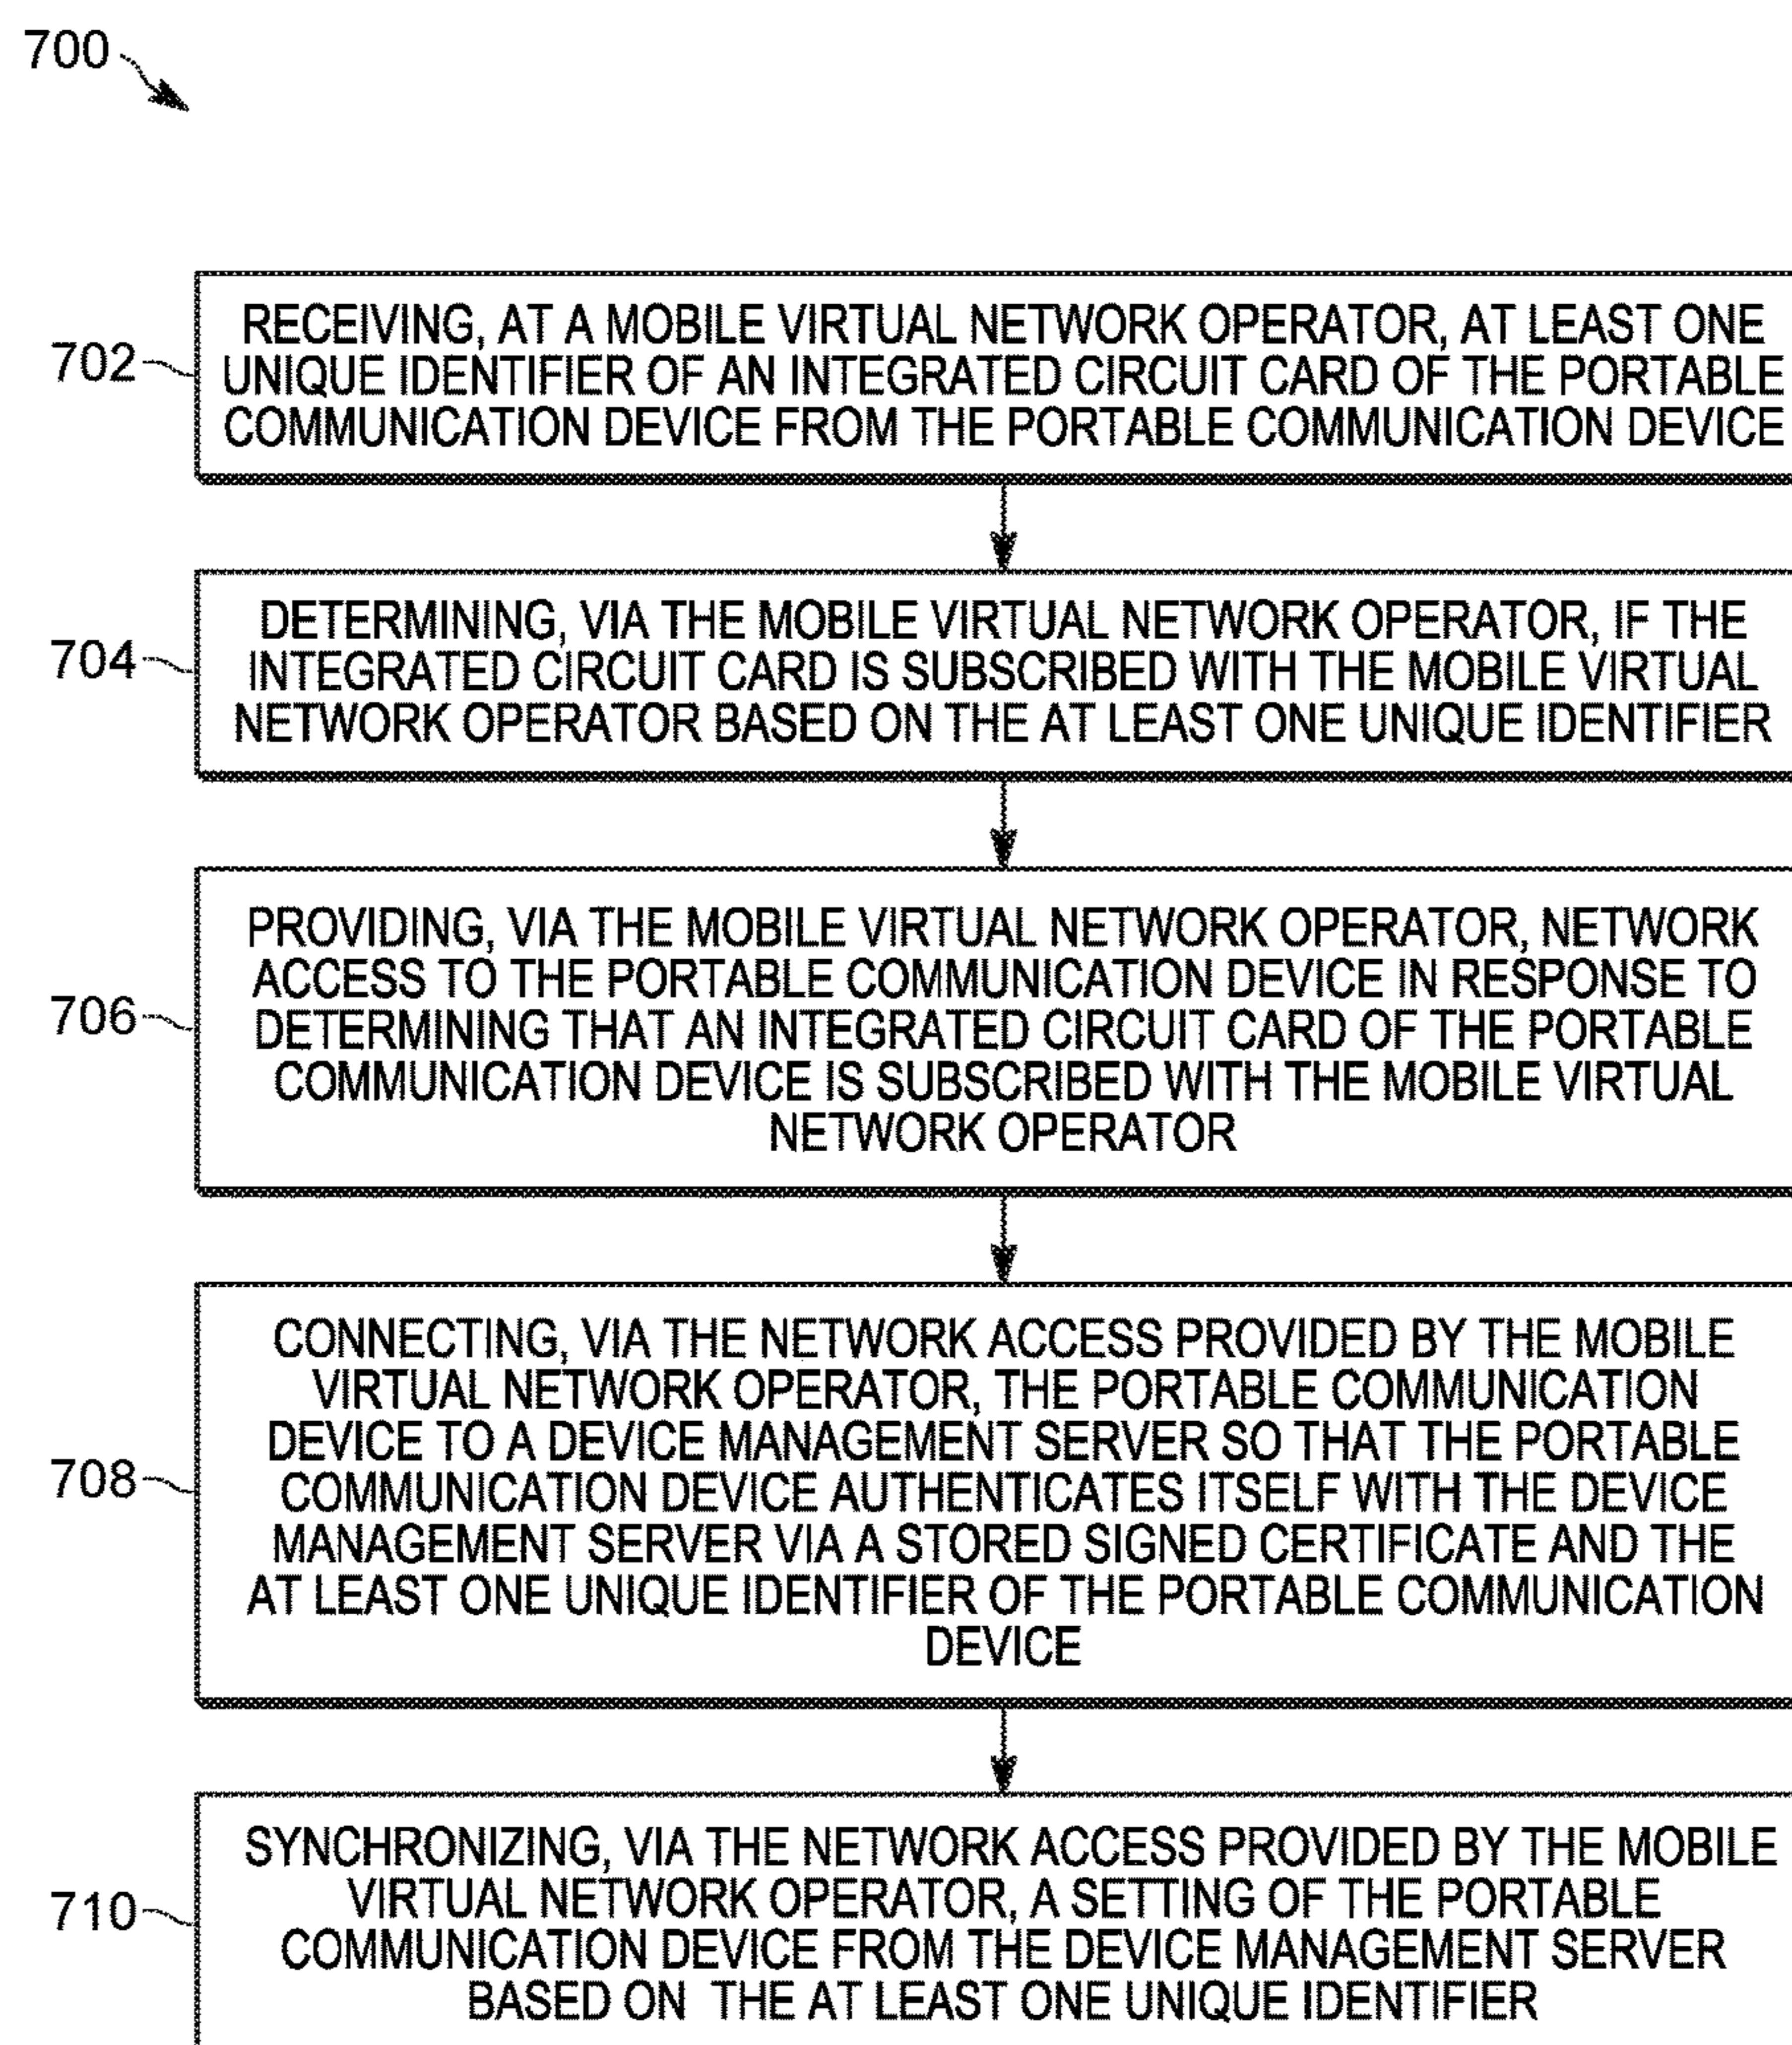 700
702
RECEIVING, AT A MOBILE VIRTUAL NETWORK OPERATOR, AT LEAST ONE
UNIQUE IDENTIFIER OF AN INTEGRATED CIRCUIT CARD OF THE PORTABLE
COMMUNICATION DEVICE FROM THE PORTABLE COMMUNICATION DEVICE
704
DETERMINING, VIA THE MOBILE VIRTUAL NETWORK OPERATOR, IF THE
INTEGRATED CIRCUIT CARD IS SUBSCRIBED WITH THE MOBILE VIRTUAL
NETWORK OPERATOR BASED ON THE AT LEAST ONE UNIQUE IDENTIFIER
706
PROVIDING, VIA THE MOBILE VIRTUAL NETWORK OPERATOR, NETWORK
ACCESS TO THE PORTABLE COMMUNICATION DEVICE IN RESPONSE TO
DETERMINING THAT AN INTEGRATED CIRCUIT CARD OF THE PORTABLE
COMMUNICATION DEVICE IS SUBSCRIBED WITH THE MOBILE VIRTUAL
NETWORK OPERATOR
708
CONNECTING, VIA THE NETWORK ACCESS PROVIDED BY THE MOBILE
VIRTUAL NETWORK OPERATOR, THE PORTABLE COMMUNICATION
DEVICE TO A DEVICE MANAGEMENT SERVER SO THAT THE PORTABLE
COMMUNICATION DEVICE AUTHENTICATES ITSELF WITH THE DEVICE
MANAGEMENT SERVER VIA A STORED SIGNED CERTIFICATE AND THE
AT LEAST ONE UNIQUE IDENTIFIER OF THE PORTABLE COMMUNICATION
DEVICE
710
SYNCHRONIZING, VIA THE NETWORK ACCESS PROVIDED BY THE MOBILE
VIRTUAL NETWORK OPERATOR, A SETTING OF THE PORTABLE
COMMUNICATION DEVICE FROM THE DEVICE MANAGEMENT SERVER
BASED ON THE AT LEAST ONE UNIQUE IDENTIFIER